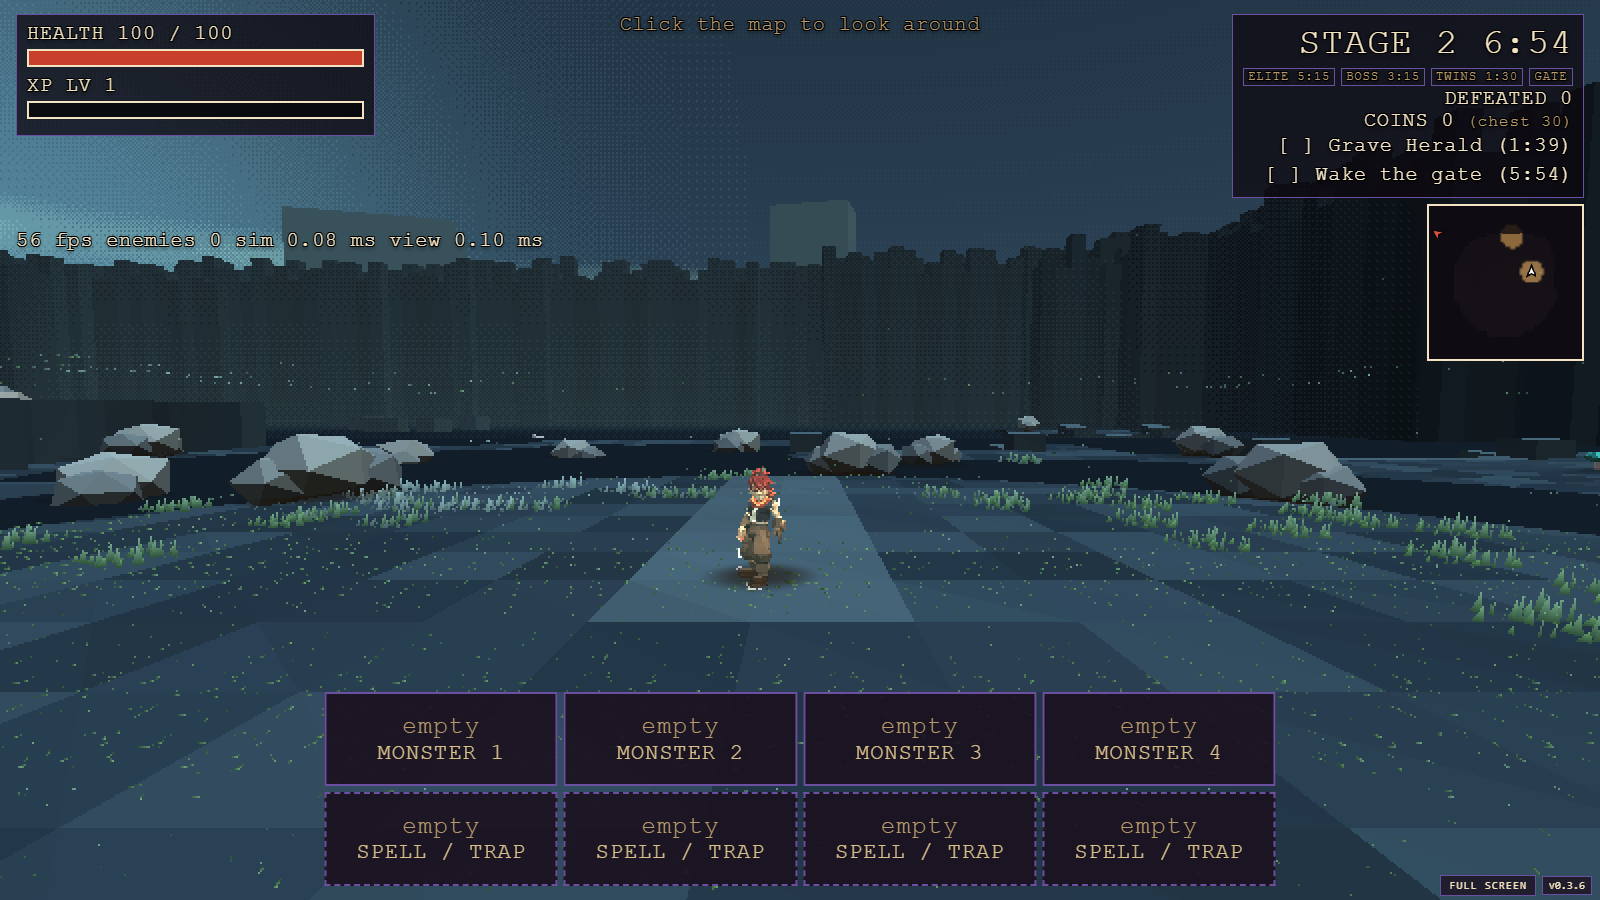 HEALTH 100 / 100
XP LV 1
Click the map to look around
STAGE 2 6:54
ELITE 5:15 BOSS 3:15 TWINS 1:30 GATE
DEFEATED 0
COINS 0 (chest 30)
[ ] Grave Herald (1:39)
[ ] Wake the gate (5:54)
56 fps enemies 0 sim 0.08 ms view 0.10 ms
empty empty empty empty
MONSTER 1 MONSTER 2 MONSTER 3 MONSTER 4
empty empty empty empty
SPELL / TRAP SPELL / TRAP SPELL / TRAP SPELL / TRAP
FULL SCREEN v0.3.6